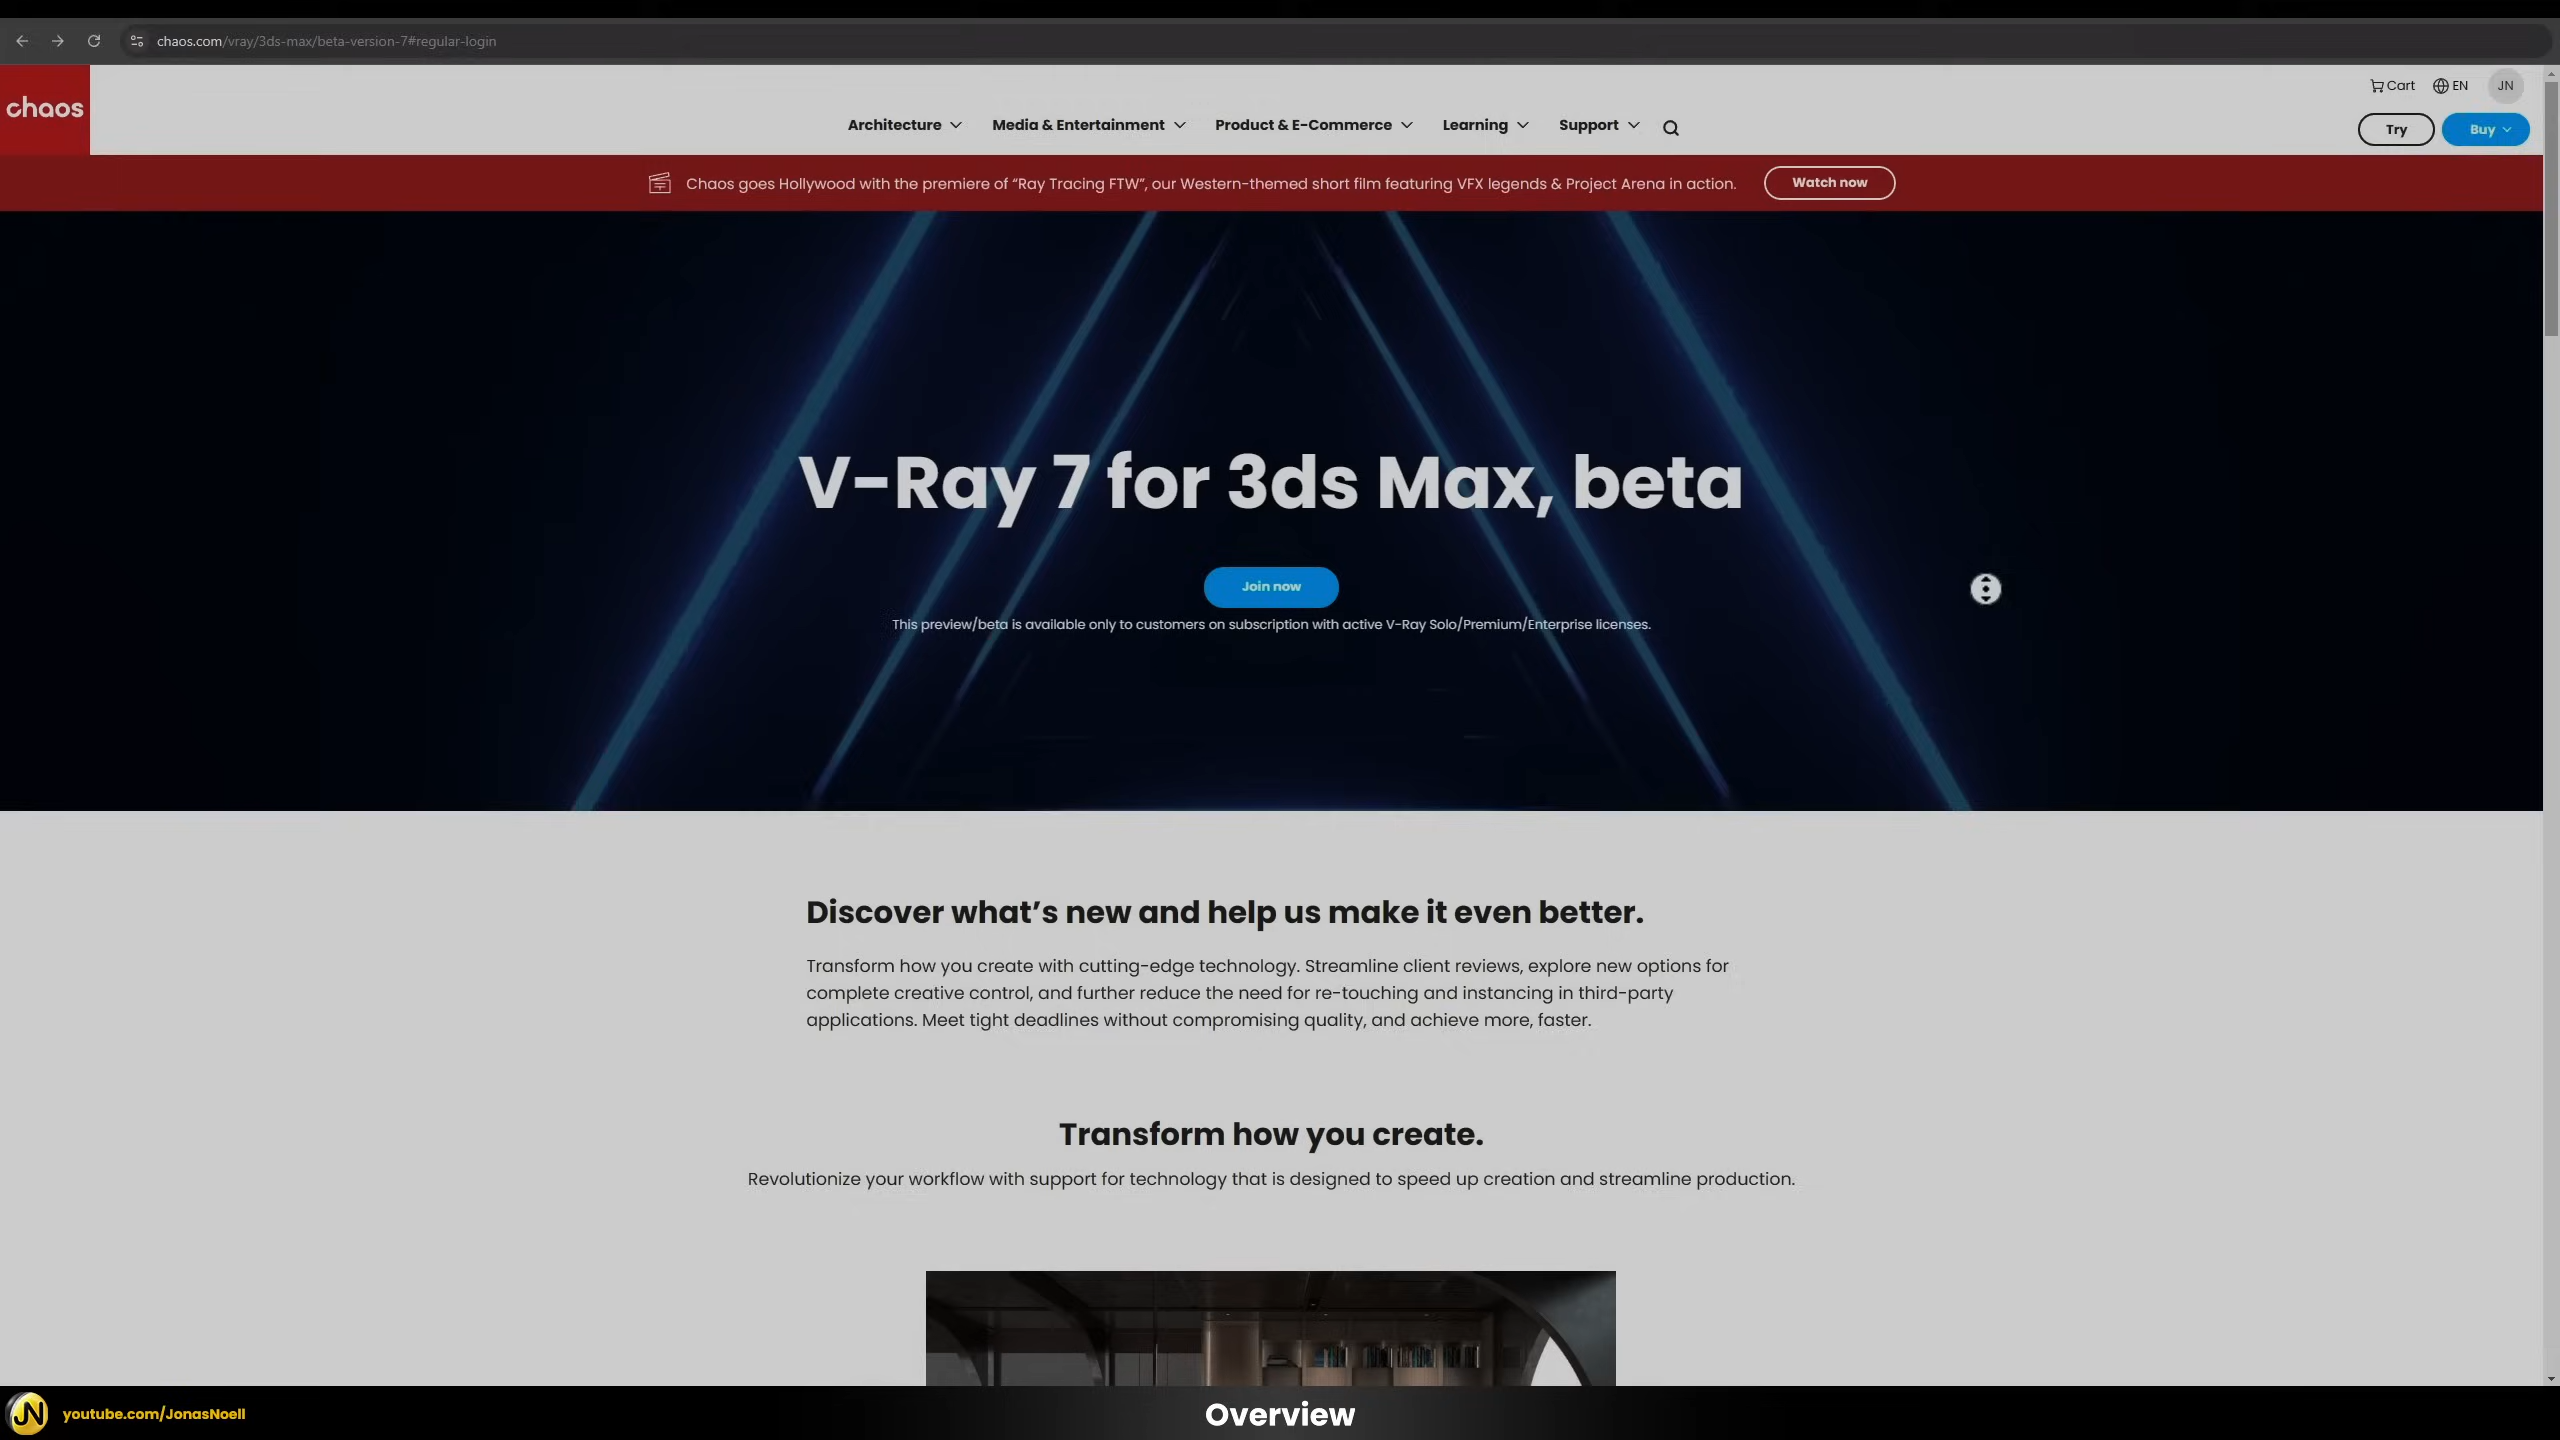 chaos.com/vray/3ds-max/beta-version-7#regular-login
chaos
Cart EN JN
Architecture Media & Entertainment Product & E-Commerce Learning Support
Try Buy
Chaos goes Hollywood with the premiere of “Ray Tracing FTW”, our Western-themed short film featuring VFX legends & Project Arena in action. Watch now
V-Ray 7 for 3ds Max, beta
Join now
This preview/beta is available only to customers on subscription with active V-Ray Solo/Premium/Enterprise licenses.
Discover what’s new and help us make it even better.
Transform how you create with cutting-edge technology. Streamline client reviews, explore new options for
complete creative control, and further reduce the need for re-touching and instancing in third-party
applications. Meet tight deadlines without compromising quality, and achieve more, faster.
Transform how you create.
Revolutionize your workflow with support for technology that is designed to speed up creation and streamline production.
JN youtube.com/JonasNoell
Overview